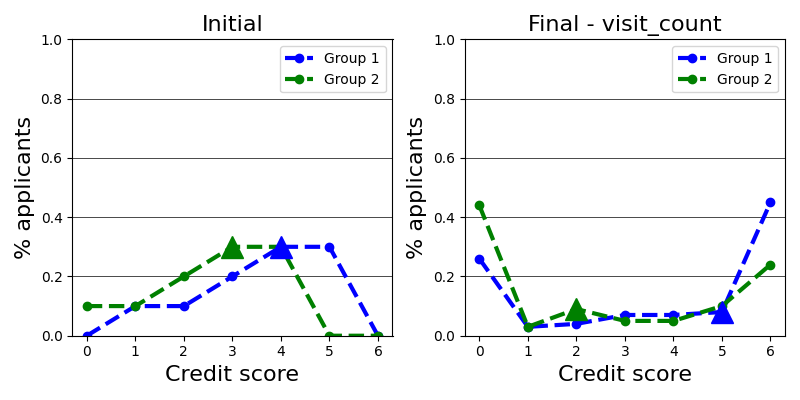 Initial
Group 1
Group 2
% applicants
1.0
0.8
0.6
0.4
0.2
0.0
0 1 2 3 4 5 6
Credit score
Final - visit_count
Group 1
Group 2
% applicants
1.0
0.8
0.6
0.4
0.2
0.0
0 1 2 3 4 5 6
Credit score